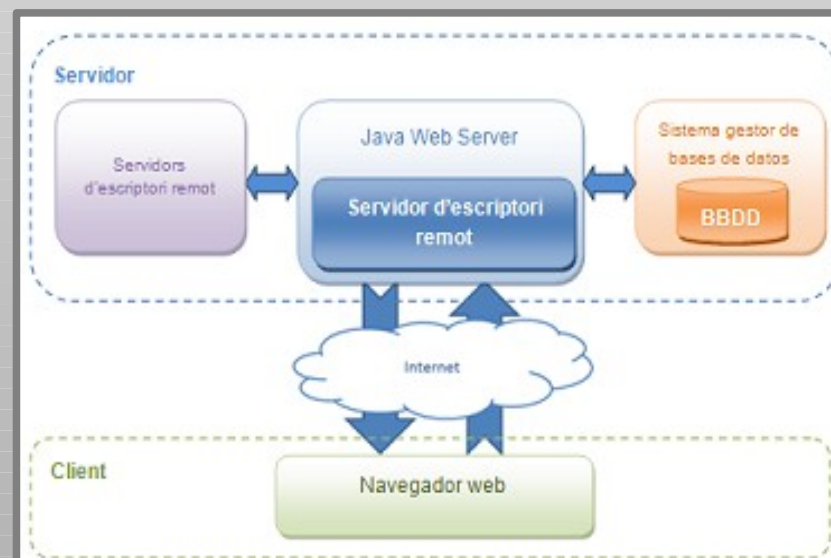 Servidor
Servidors
d'escriptori remot
Java Web Server
Servidor d'escriptori
remot
Sistema gestor de
bases de datos
BBDD
Internet
Client
Navegador web